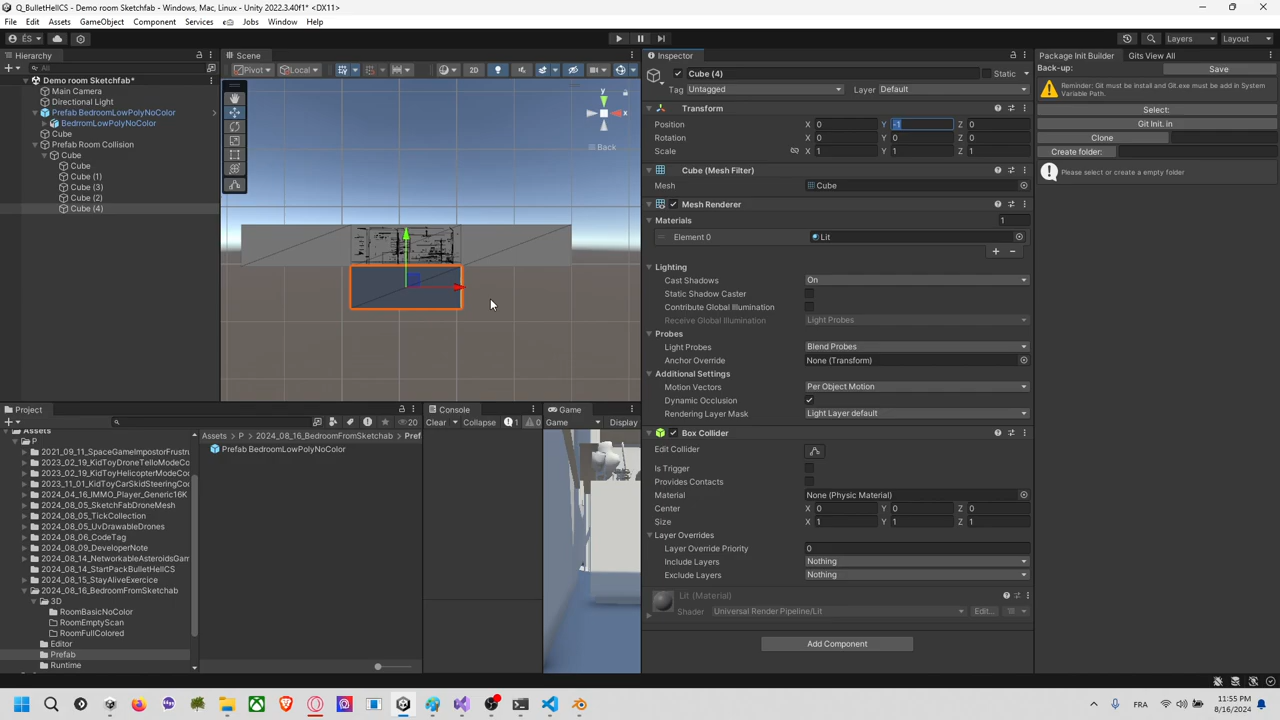 Q_BulletHellCS - Demo room Sketchfab - Windows, Mac, Linux - Unity 2022.3.40f1* <DX11>
File Edit Assets GameObject Component Services Jobs Window Help
ÉS
Layers Layout
Hierarchy
All
Demo room Sketchfab*
Main Camera
Directional Light
Prefab BedroomLowPolyNoColor
BedrromLowPolyNoColor
Cube
Prefab Room Collision
Cube
Cube
Cube (1)
Cube (3)
Cube (2)
Cube (4)
Scene
Pivot Local 2D
y
x
Back
Inspector
Cube (4) Static
Tag Untagged Layer Default
Transform
Position X 0 Y -1 Z 0
Rotation X 0 Y 0 Z 0
Scale X 1 Y 1 Z 1
Cube (Mesh Filter)
Mesh Cube
Mesh Renderer
Materials 1
Element 0 Lit
Lighting
Cast Shadows On
Static Shadow Caster
Contribute Global Illumination
Receive Global Illumination Light Probes
Probes
Light Probes Blend Probes
Anchor Override None (Transform)
Additional Settings
Motion Vectors Per Object Motion
Dynamic Occlusion
Rendering Layer Mask Light Layer default
Box Collider
Edit Collider
Is Trigger
Provides Contacts
Material None (Physic Material)
Center X 0 Y 0 Z 0
Size X 1 Y 1 Z 1
Layer Overrides
Layer Override Priority 0
Include Layers Nothing
Exclude Layers Nothing
Lit (Material)
Shader Universal Render Pipeline/Lit Edit...
Add Component
Package Init Builder Gits View All
Back-up: Save
Reminder: Git must be install and Git.exe must be add in System
Variable Path.
Select:
Git Init. in
Clone
Create folder:
Please select or create a empty folder
Project
20
Assets
P
2021_09_11_SpaceGameImpostorFrustru
2023_02_19_KidToyDroneTelloModeCo
2023_02_19_KidToyHelicopterModeCoc
2023_11_01_KidToyCarSkidSteeringCoc
2024_04_16_IMMO_Player_Generic16K
2024_08_05_SketchFabDroneMesh
2024_08_05_TickCollection
2024_08_05_UvDrawableDrones
2024_08_06_CodeTag
2024_08_09_DeveloperNote
2024_08_14_NetworkableAsteroidsGam
2024_08_14_StartPackBulletHellCS
2024_08_15_StayAliveExercice
2024_08_16_BedroomFromSketchab
3D
RoomBasicNoColor
RoomEmptyScan
RoomFullColored
Editor
Prefab
Runtime
Assets P 2024_08_16_BedroomFromSketchab Pref
Prefab BedroomLowPolyNoColor
Console
Clear Collapse 1 0
Game
Game Display
FRA
11:55 PM
8/16/2024